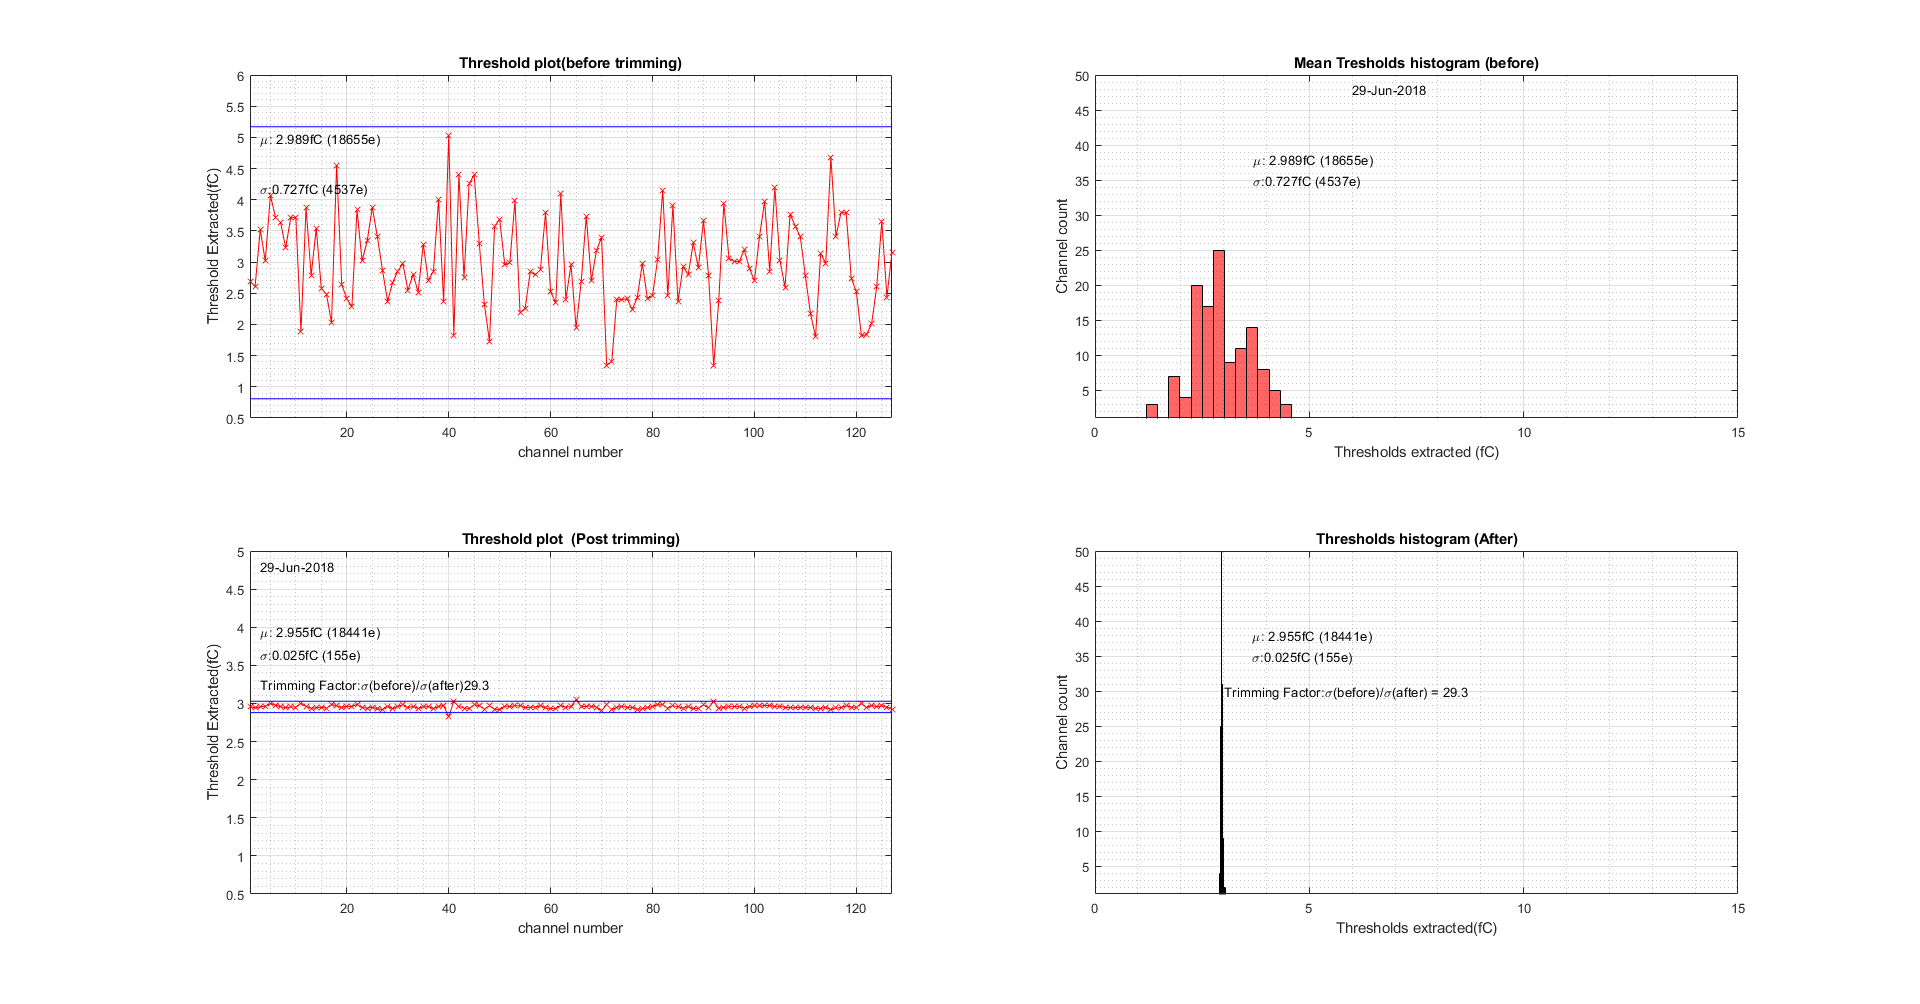 Threshold plot(before trimming)
6
5.5
5
4.5
4
3.5
3
2.5
2
1.5
1
0.5
Threshold Extracted(fC)
μ: 2.989fC (18655e)
σ:0.727fC (4537e)
20
40
60
80
100
120
channel number
Mean Tresholds histogram (before)
50
45
40
35
30
25
20
15
10
5
Channel count
29-Jun-2018
μ: 2.989fC (18655e)
σ:0.727fC (4537e)
0
5
10
15
Thresholds extracted (fC)
Threshold plot  (Post trimming)
5
4.5
4
3.5
3
2.5
2
1.5
1
0.5
Threshold Extracted(fC)
29-Jun-2018
μ: 2.955fC (18441e)
σ:0.025fC (155e)
Trimming Factor:σ(before)/σ(after)29.3
20
40
60
80
100
120
channel number
Thresholds histogram (After)
50
45
40
35
30
25
20
15
10
5
Channel count
μ: 2.955fC (18441e)
σ:0.025fC (155e)
Trimming Factor:σ(before)/σ(after) = 29.3
0
5
10
15
Thresholds extracted(fC)